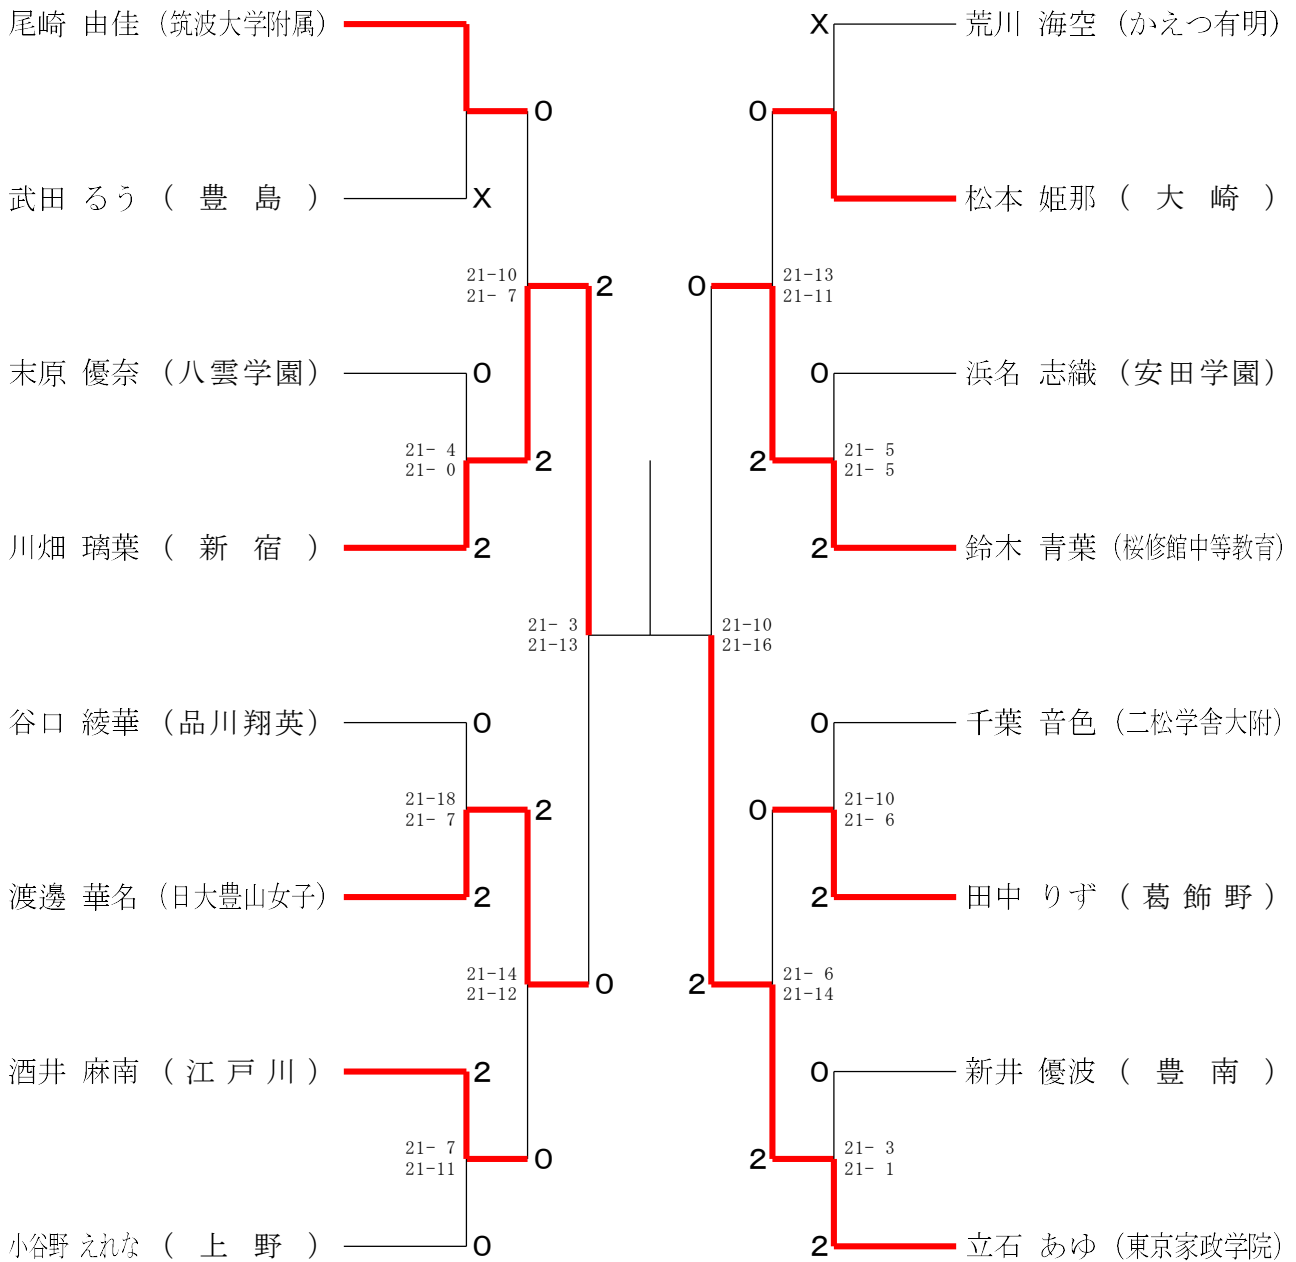 尾崎 由佳 (筑波大学附属)
0
武田 るう ( 豊 島 )
X
21-10
21- 7
2
末原 優奈 (八雲学園)
0
21- 4
21- 0
2
川畑 璃葉 ( 新 宿 )
2
21- 3
21-13
谷口 綾華 (品川翔英)
0
21-18
21- 7
2
渡邊 華名 (日大豊山女子)
2
21-14
21-12
0
酒井 麻南 (江戸川)
2
21- 7
21-11
0
小谷野 えれな ( 上 野 )
0
X
荒川 海空 (かえつ有明)
0
松本 姫那 ( 大 崎 )
0
21-13
21-11
0
浜名 志織 (安田学園)
2
21- 5
21- 5
2
鈴木 青葉 (桜修館中等教育)
21-10
21-16
0
千葉 音色 (二松学舎大附)
0
21-10
21- 6
2
田中 りず (葛飾野)
2
21- 6
21-14
0
新井 優波 ( 豊 南 )
2
21- 3
21- 1
2
立石 あゆ (東京家政学院)